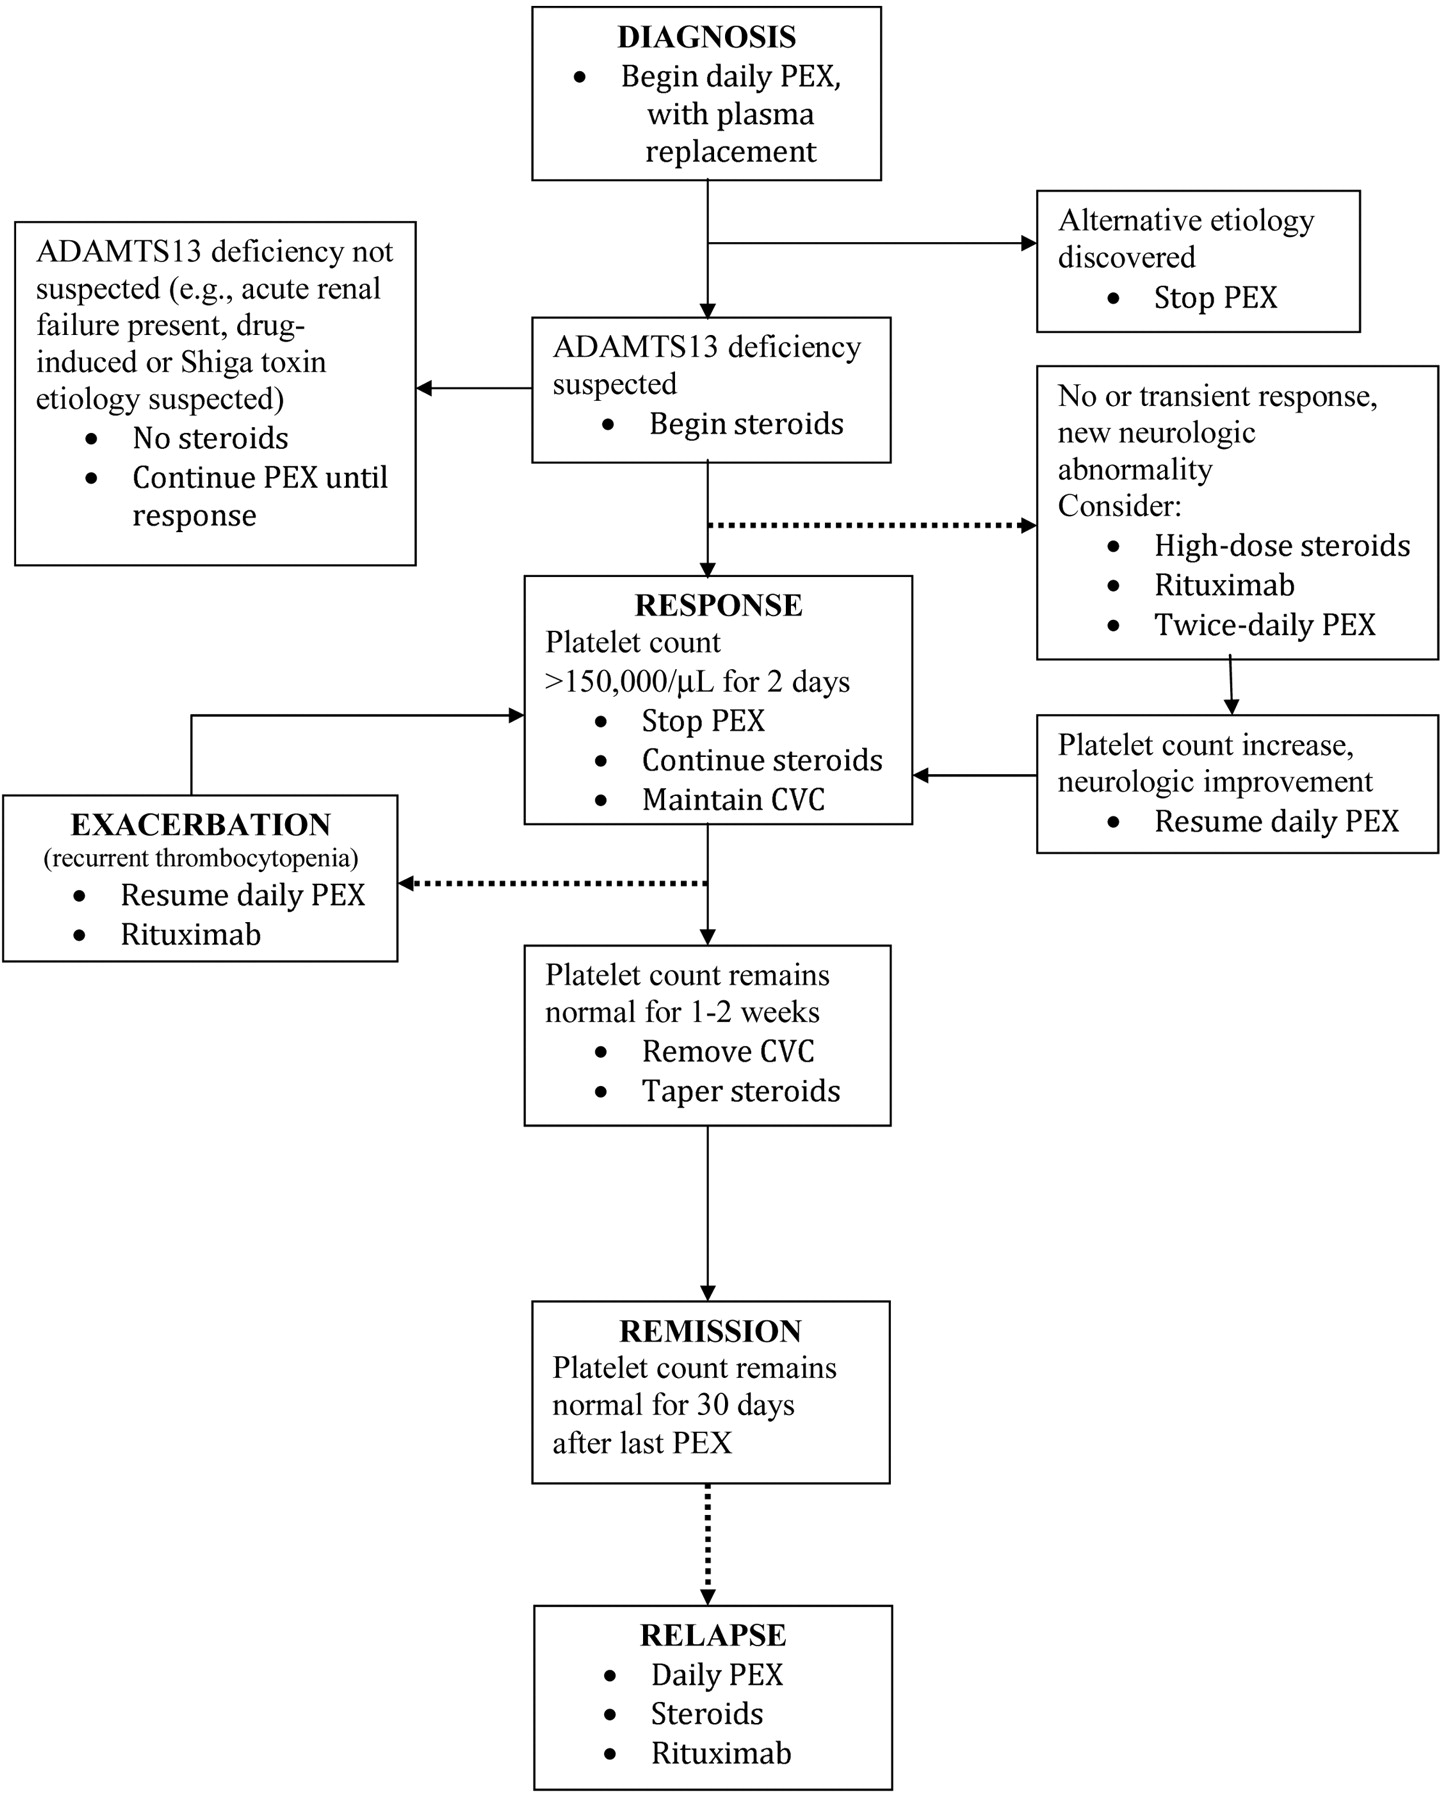 DIAGNOSIS
• Begin daily PEX,
with plasma
replacement
Alternative etiology
discovered
• Stop PEX
ADAMTS13 deficiency not
suspected (e.g., acute renal
failure present, drug-
induced or Shiga toxin
etiology suspected)
• No steroids
• Continue PEX until
response
ADAMTS13 deficiency
suspected
• Begin steroids
No or transient response,
new neurologic
abnormality
Consider:
• High-dose steroids
• Rituximab
• Twice-daily PEX
RESPONSE
Platelet count
>150,000/μL for 2 days
• Stop PEX
• Continue steroids
• Maintain CVC
Platelet count increase,
neurologic improvement
• Resume daily PEX
EXACERBATION
(recurrent thrombocytopenia)
• Resume daily PEX
• Rituximab
Platelet count remains
normal for 1-2 weeks
• Remove CVC
• Taper steroids
REMISSION
Platelet count remains
normal for 30 days
after last PEX
RELAPSE
• Daily PEX
• Steroids
• Rituximab